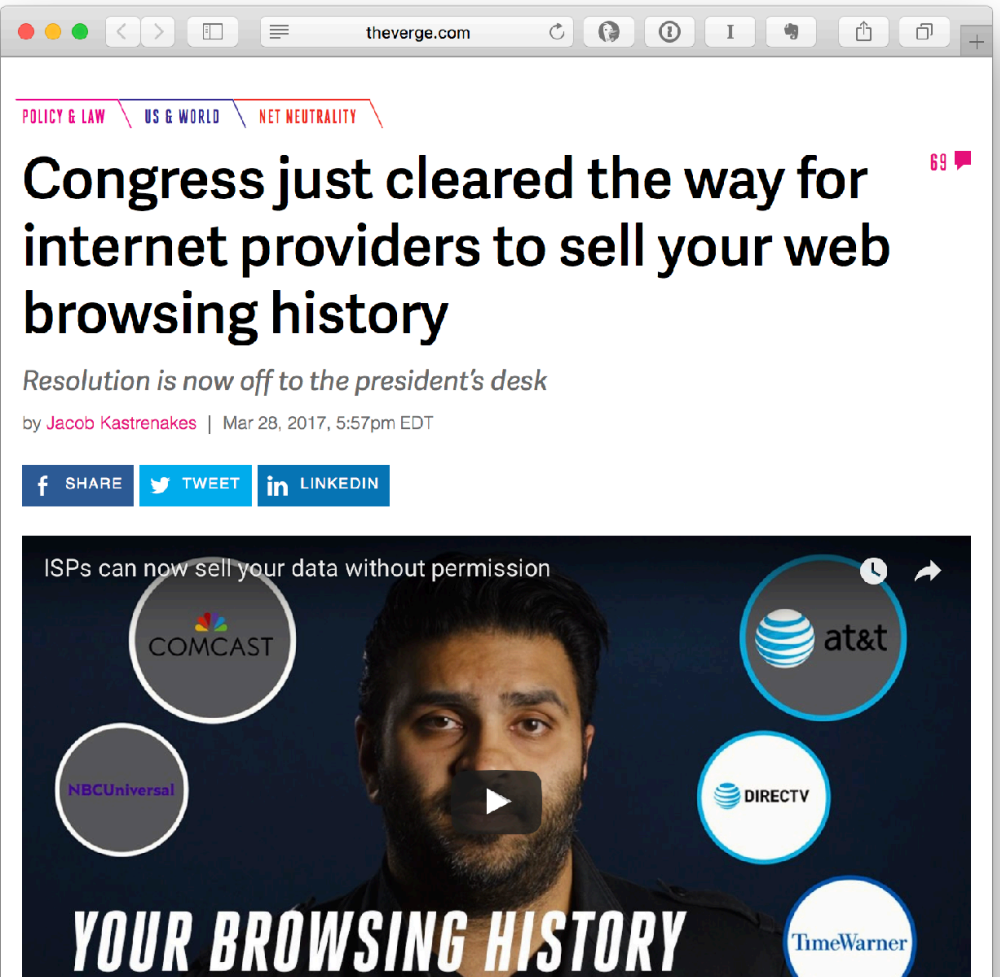 theverge.com
POLICY & LAW
US & WORLD
NET NEUTRALITY
Congress just cleared the way for
internet providers to sell your web
browsing history
69
Resolution is now off to the president's desk
by Jacob Kastrenakes | Mar 28, 2017, 5:57pm EDT
f SHARE
TWEET
in LINKEDIN
ISPs can now sell your data without permission
COMCAST
at&t
NBCUniversal
DIRECTV
TimeWarner
YOUR BROWSING HISTORY